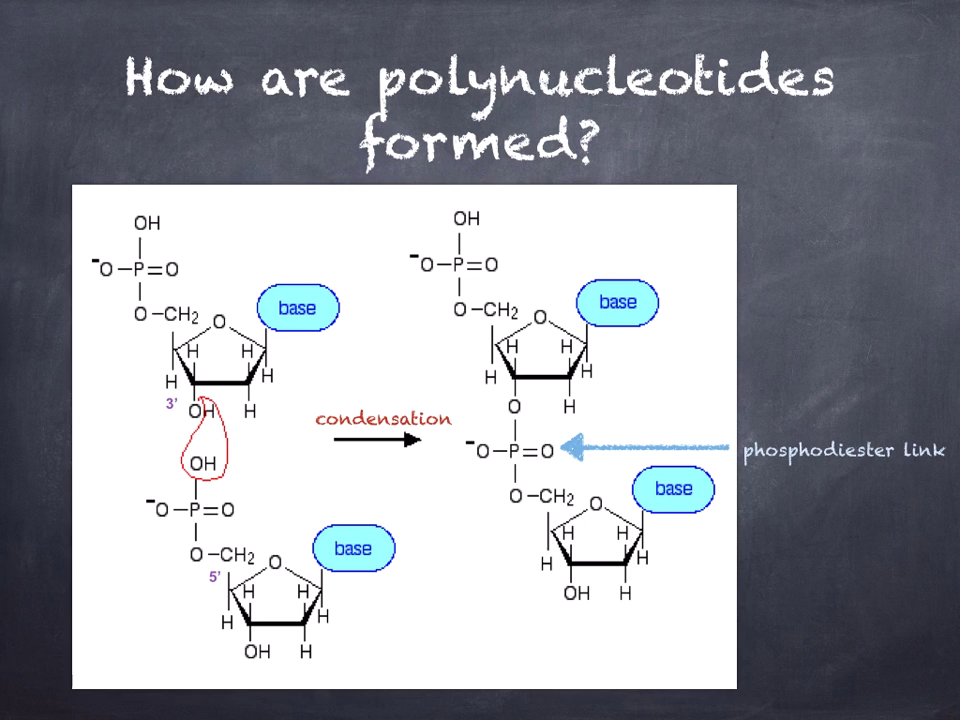 How are polynucleotides
formed?
OH
⁻O–P=O
O–CH₂
O
base
H
H
H
H
3'
OH
H
OH
⁻O–P=O
O–CH₂
5'
O
base
H
H
H
H
OH
H
condensation
OH
⁻O–P=O
O–CH₂
O
base
H
H
H
H
O
H
⁻O–P=O
phosphodiester link
O–CH₂
O
base
H
H
H
H
OH
H